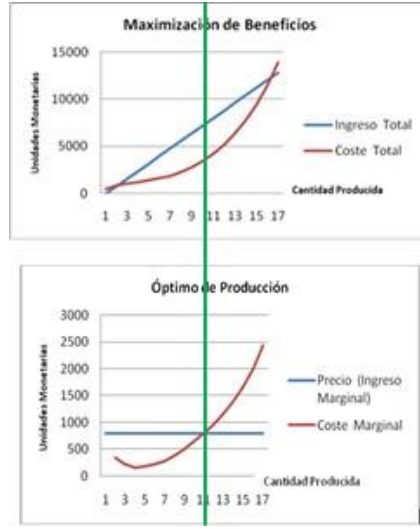 Maximización de Beneficios
Unidades Monetarias
15000
10000
5000
0
1 3 5 7 9 11 13 15 17
Cantidad Producida
Ingreso Total
Coste Total
Óptimo de Producción
Unidades Monetarias
3000
2500
2000
1500
1000
500
0
1 3 5 7 9 11 13 15 17
Cantidad Producida
Precio (Ingreso
Marginal)
Coste Marginal